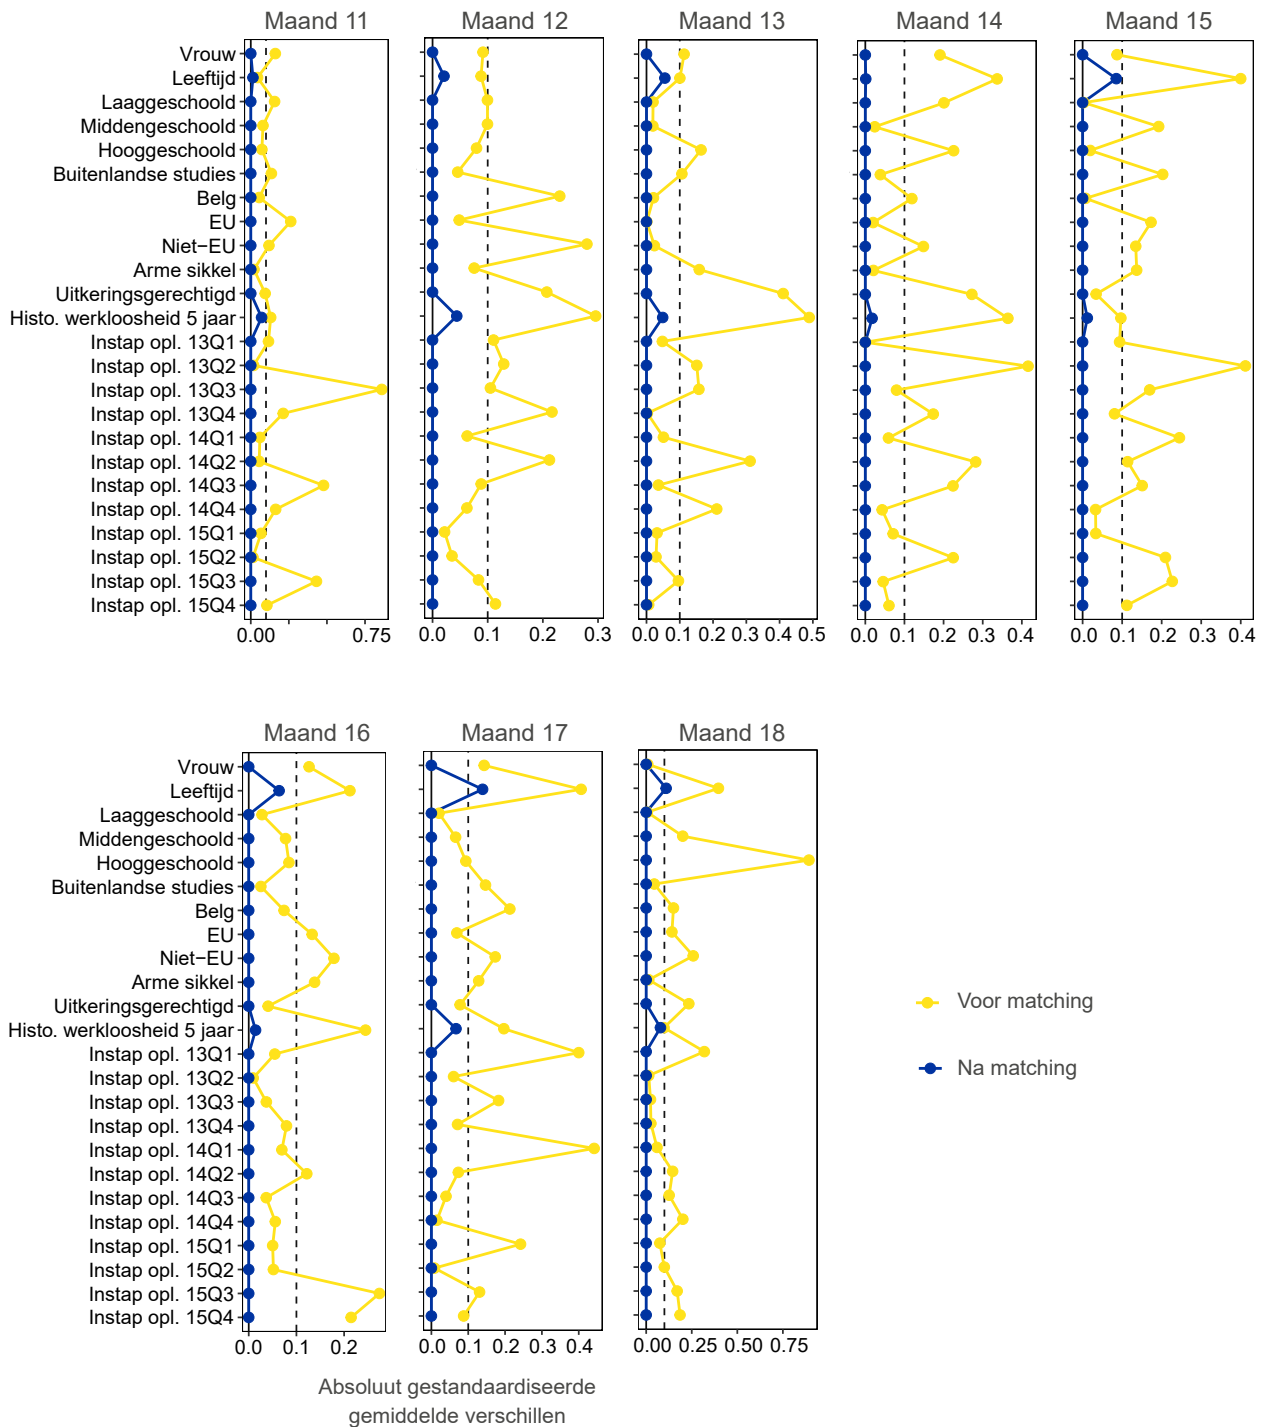 Maand 11
Maand 12
Maand 13
Maand 14
Maand 15
Vrouw
Leeftijd
Laaggeschoold
Middengeschoold
Hooggeschoold
Buitenlandse studies
Belg
EU
Niet−EU
Arme sikkel
Uitkeringsgerechtigd
Histo. werkloosheid 5 jaar
Instap opl. 13Q1
Instap opl. 13Q2
Instap opl. 13Q3
Instap opl. 13Q4
Instap opl. 14Q1
Instap opl. 14Q2
Instap opl. 14Q3
Instap opl. 14Q4
Instap opl. 15Q1
Instap opl. 15Q2
Instap opl. 15Q3
Instap opl. 15Q4
0.00 0.75
0.0 0.1 0.2 0.3
0.0 0.1 0.2 0.3 0.4 0.5
0.0 0.1 0.2 0.3 0.4
0.0 0.1 0.2 0.3 0.4
Maand 16
Maand 17
Maand 18
Vrouw
Leeftijd
Laaggeschoold
Middengeschoold
Hooggeschoold
Buitenlandse studies
Belg
EU
Niet−EU
Arme sikkel
Uitkeringsgerechtigd
Histo. werkloosheid 5 jaar
Instap opl. 13Q1
Instap opl. 13Q2
Instap opl. 13Q3
Instap opl. 13Q4
Instap opl. 14Q1
Instap opl. 14Q2
Instap opl. 14Q3
Instap opl. 14Q4
Instap opl. 15Q1
Instap opl. 15Q2
Instap opl. 15Q3
Instap opl. 15Q4
0.0 0.1 0.2
0.0 0.1 0.2 0.3 0.4
0.00 0.25 0.50 0.75
Voor matching
Na matching
Absoluut gestandaardiseerde
gemiddelde verschillen